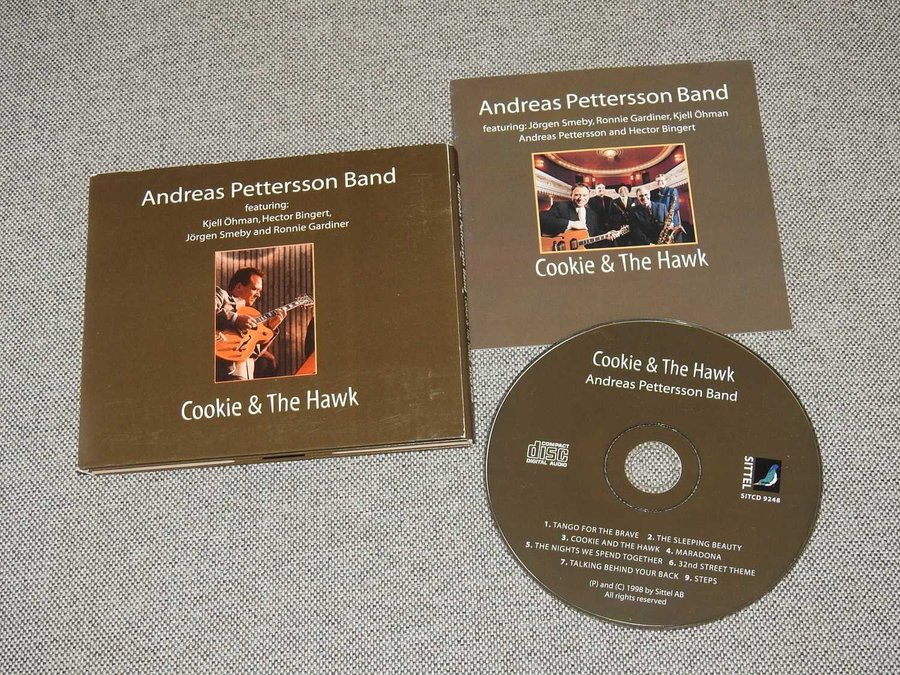 Andreas Pettersson Band
featuring:
Kjell Öhman, Hector Bingert,
Jörgen Smeby and Ronnie Gardiner
Cookie & The Hawk
Andreas Pettersson Band
featuring: Jörgen Smeby, Ronnie Gardiner, Kjell Öhman
Andreas Pettersson and Hector Bingert
Cookie & The Hawk
Cookie & The Hawk
Andreas Pettersson Band
COMPACT
disc
DIGITAL AUDIO
SITTEL
SITCD 9248
1. TANGO FOR THE BRAVE 2. THE SLEEPING BEAUTY
3. COOKIE AND THE HAWK 4. MARADONA
5. THE NIGHTS WE SPEND TOGETHER 6. 32nd STREET THEME
7. TALKING BEHIND YOUR BACK 9. STEPS
(P) and (C) 1998 by Sittel AB
All rights reserved